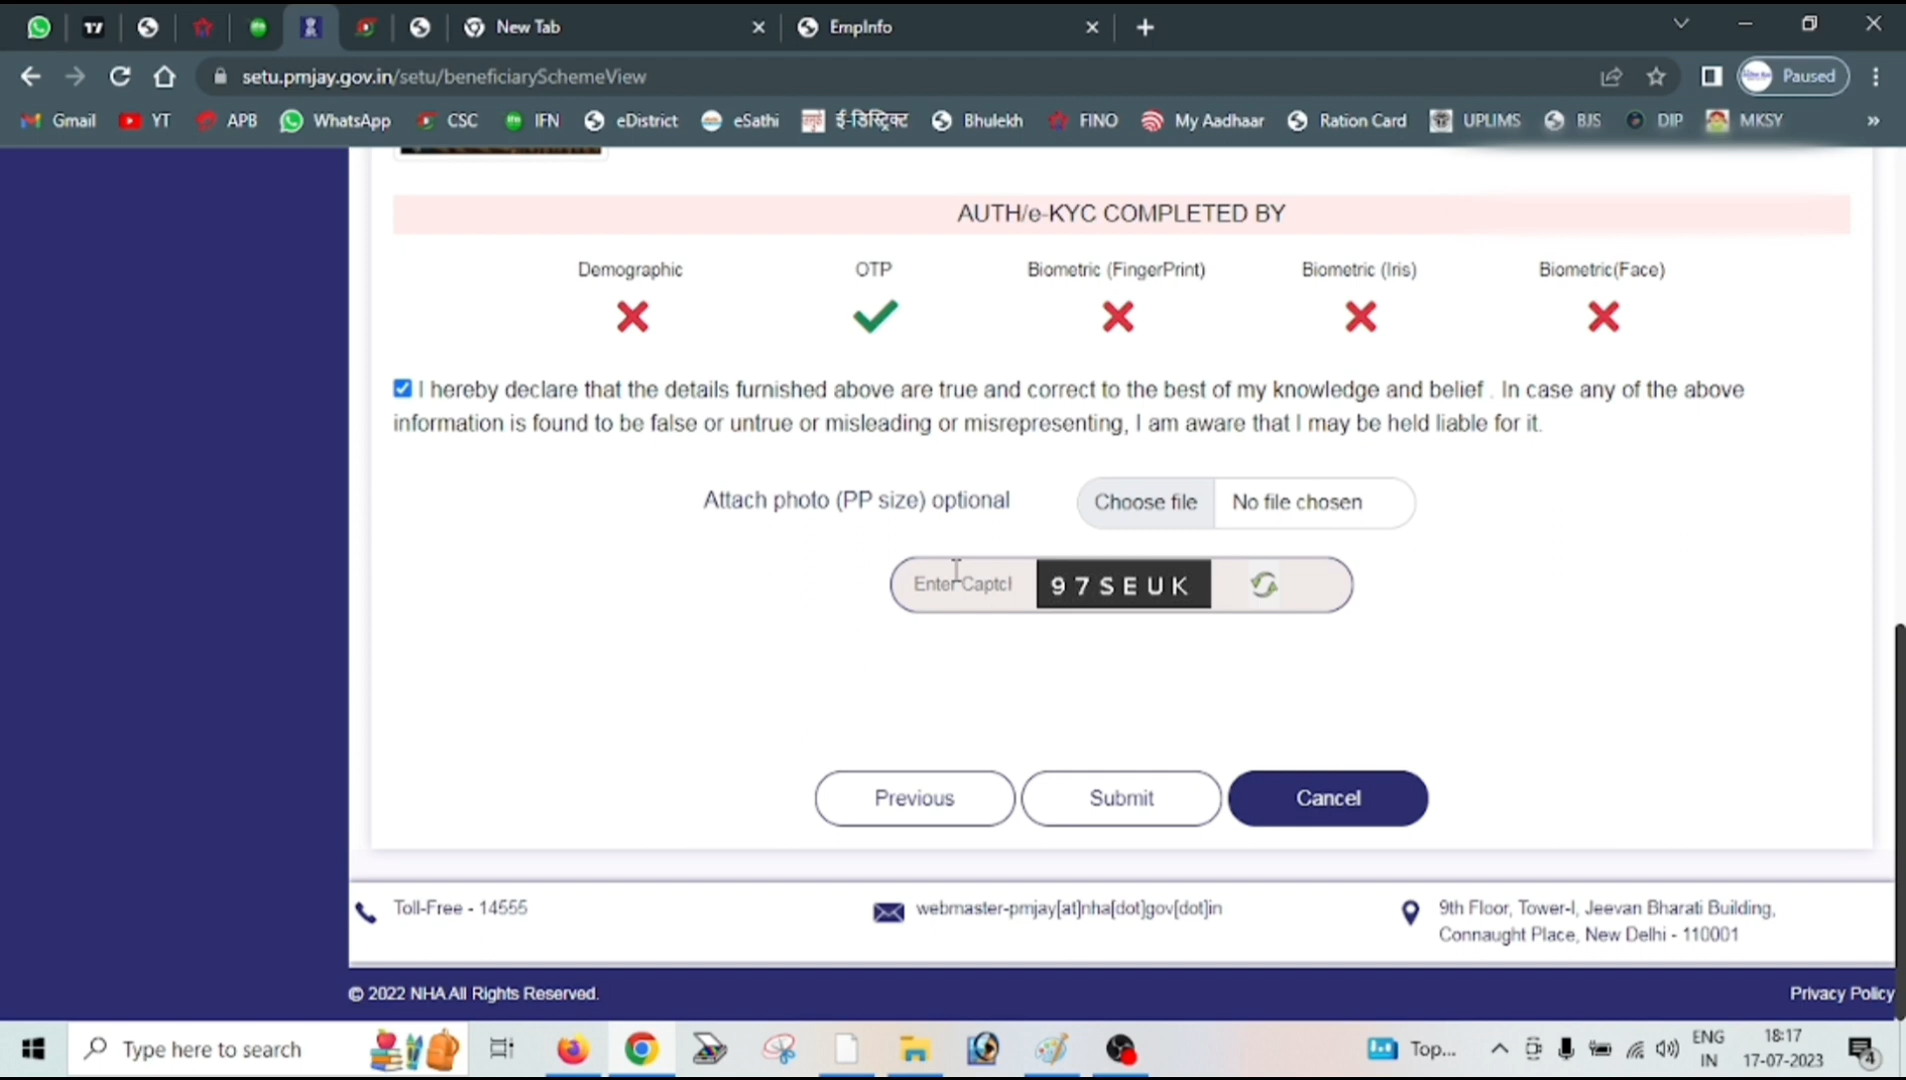 New Tab
EmpInfo
setu.pmjay.gov.in/setu/beneficiarySchemeView
Paused
Gmail YT APB WhatsApp CSC IFN eDistrict eSathi ई-डिस्ट्रिक्ट Bhulekh FINO My Aadhaar Ration Card UPLIMS BJS DIP MKSY »
AUTH/e-KYC COMPLETED BY
Demographic OTP Biometric (FingerPrint) Biometric (Iris) Biometric(Face)
I hereby declare that the details furnished above are true and correct to the best of my knowledge and belief . In case any of the above
information is found to be false or untrue or misleading or misrepresenting, I am aware that I may be held liable for it.
Attach photo (PP size) optional Choose file No file chosen
Enter Captcl 97SEUK
Previous Submit Cancel
Toll-Free - 14555
webmaster-pmjay[at]nha[dot]gov[dot]in
9th Floor, Tower-I, Jeevan Bharati Building,
Connaught Place, New Delhi - 110001
© 2022 NHA All Rights Reserved.
Privacy Policy
Type here to search
Top...
ENG
IN
18:17
17-07-2023
4